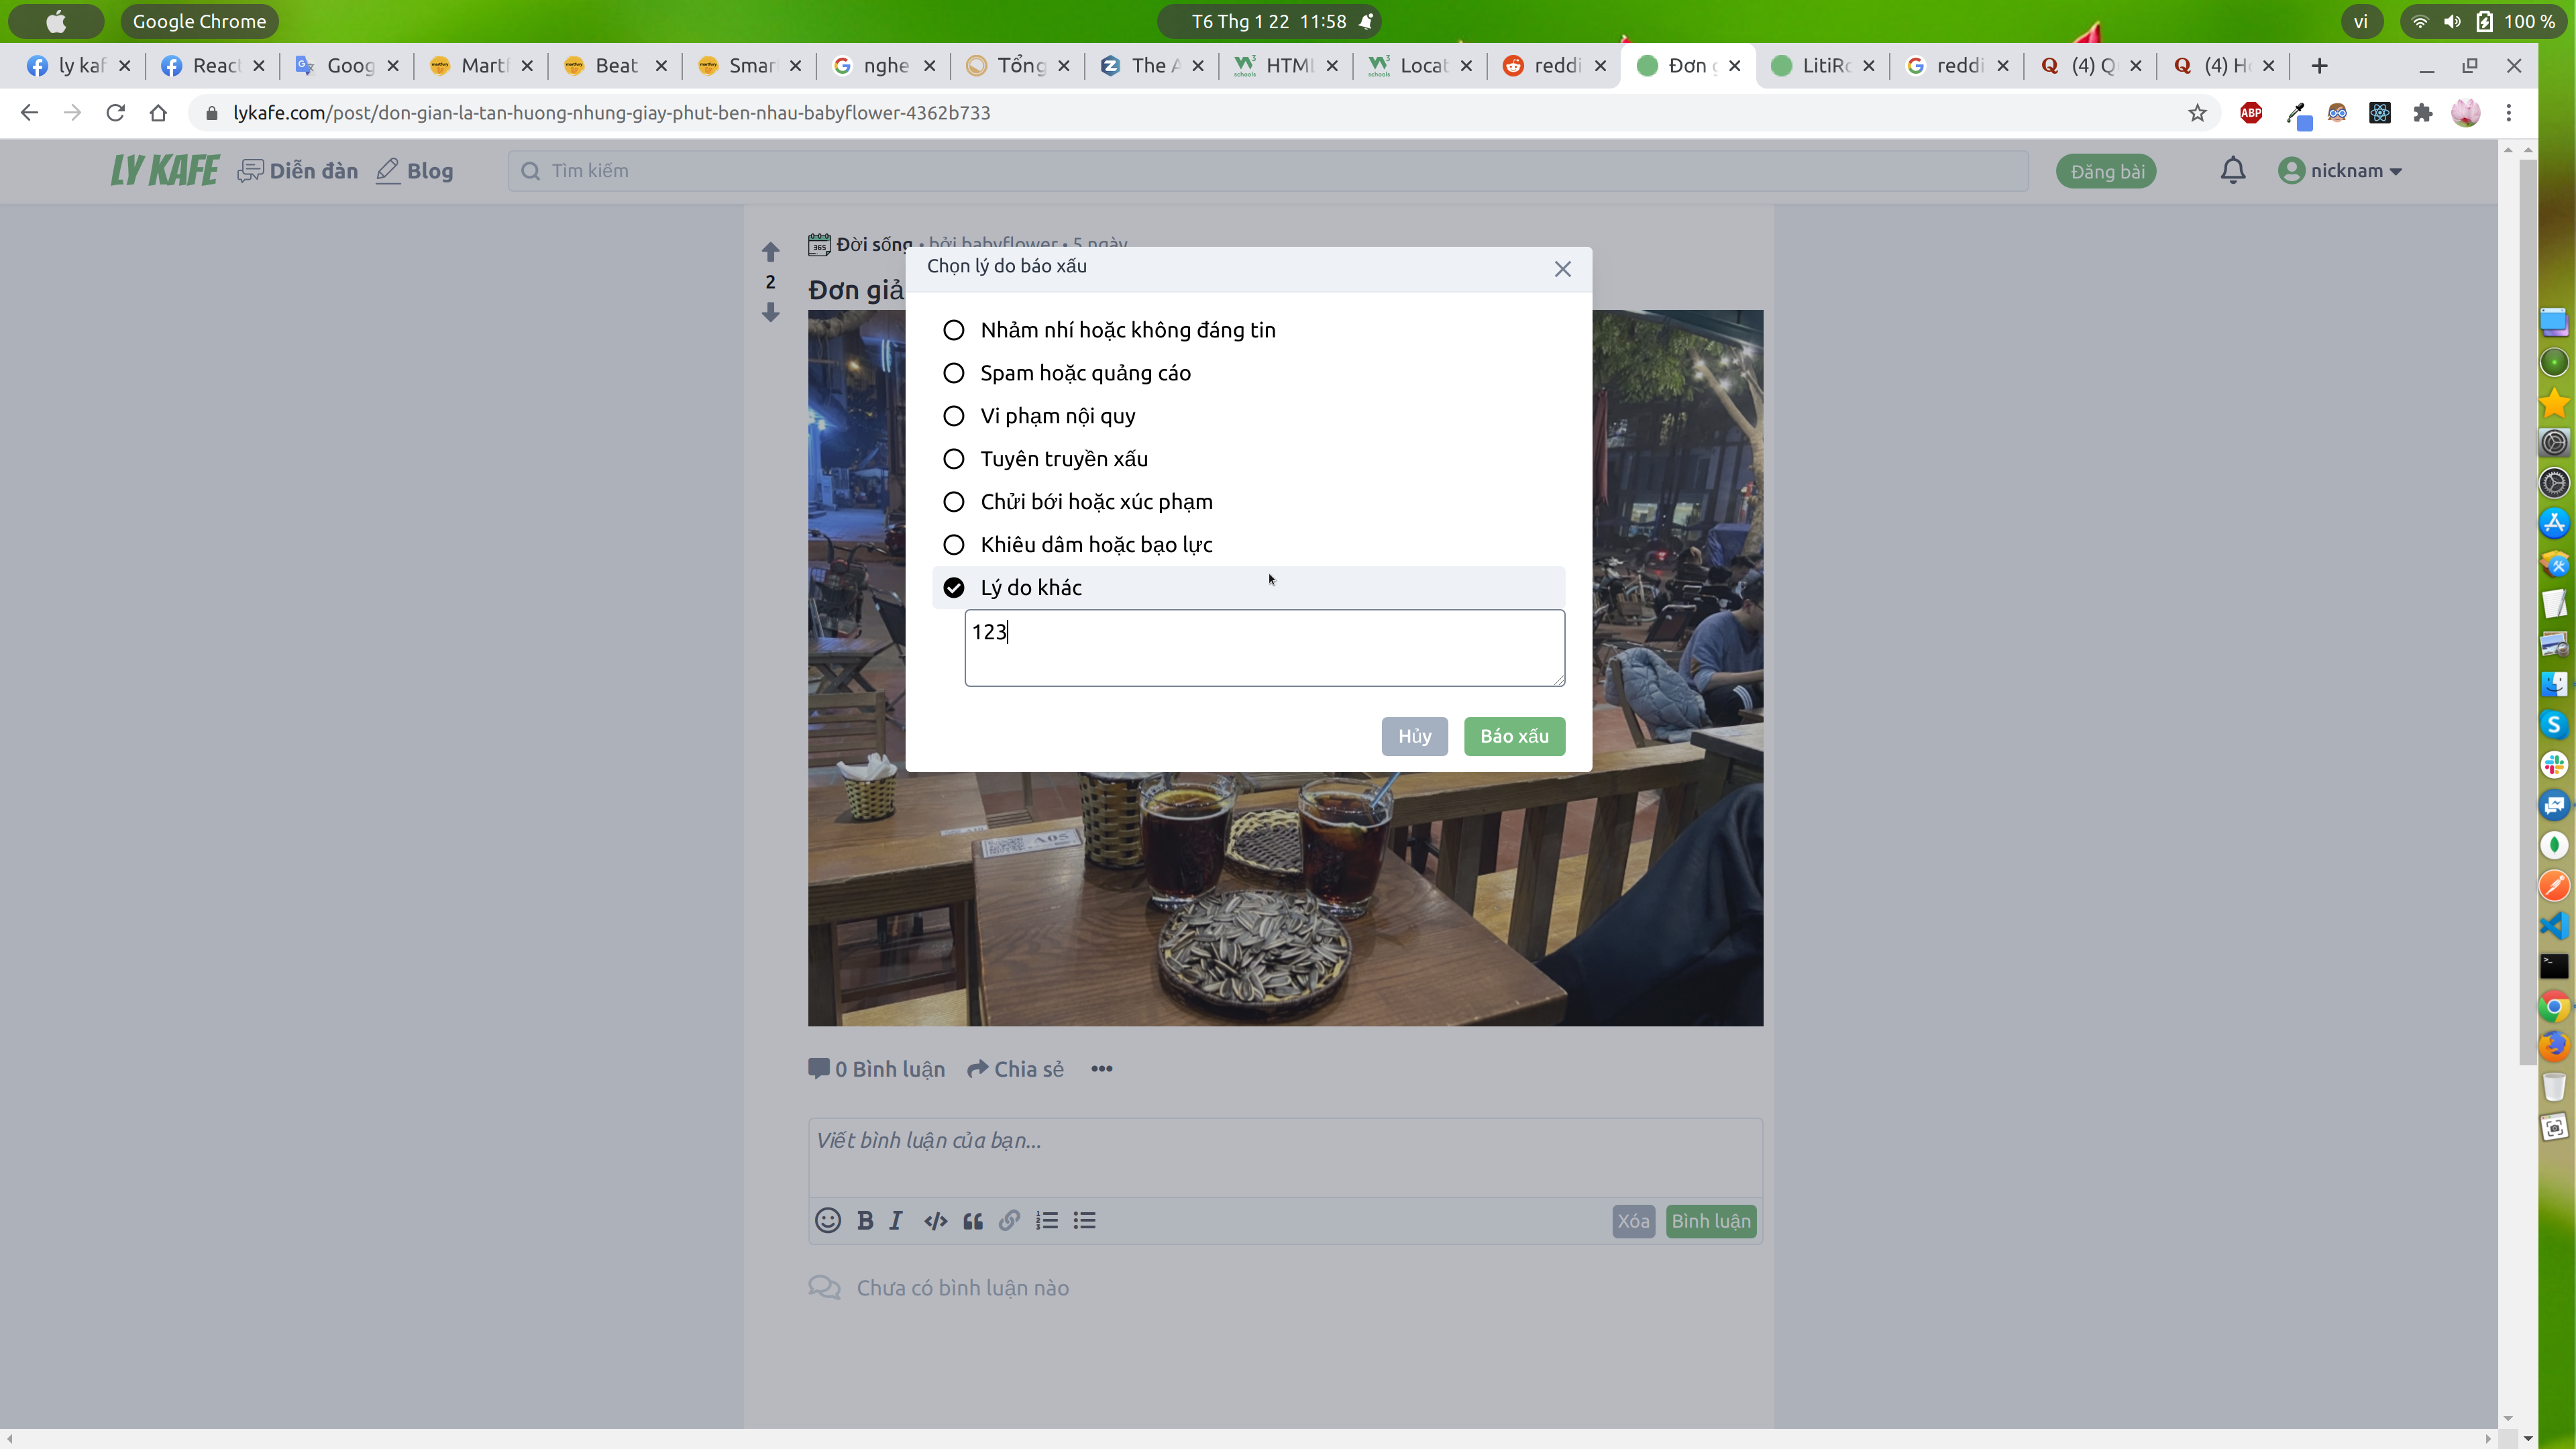 Google Chrome
T6 Thg 1 22 11:58
vi
100 %
ly kaf
React
Goog
Martf
Beat
Smar
nghe
Tổng
The A
HTML
Locat
reddi
Đơn g
LitiRo
reddi
(4) Q
(4) H
lykafe.com/post/don-gian-la-tan-huong-nhung-giay-phut-ben-nhau-babyflower-4362b733
ABP
LY KAFE
Diễn đàn
Blog
Tìm kiếm
Đăng bài
nicknam
Đời sống • bởi babyflower • 5 ngày
2
Đơn giả
Chọn lý do báo xấu
Nhảm nhí hoặc không đáng tin
Spam hoặc quảng cáo
Vi phạm nội quy
Tuyên truyền xấu
Chửi bới hoặc xúc phạm
Khiêu dâm hoặc bạo lực
Lý do khác
123
Hủy
Báo xấu
A05
0 Bình luận
Chia sẻ
Viết bình luận của bạn...
Xóa
Bình luận
Chưa có bình luận nào